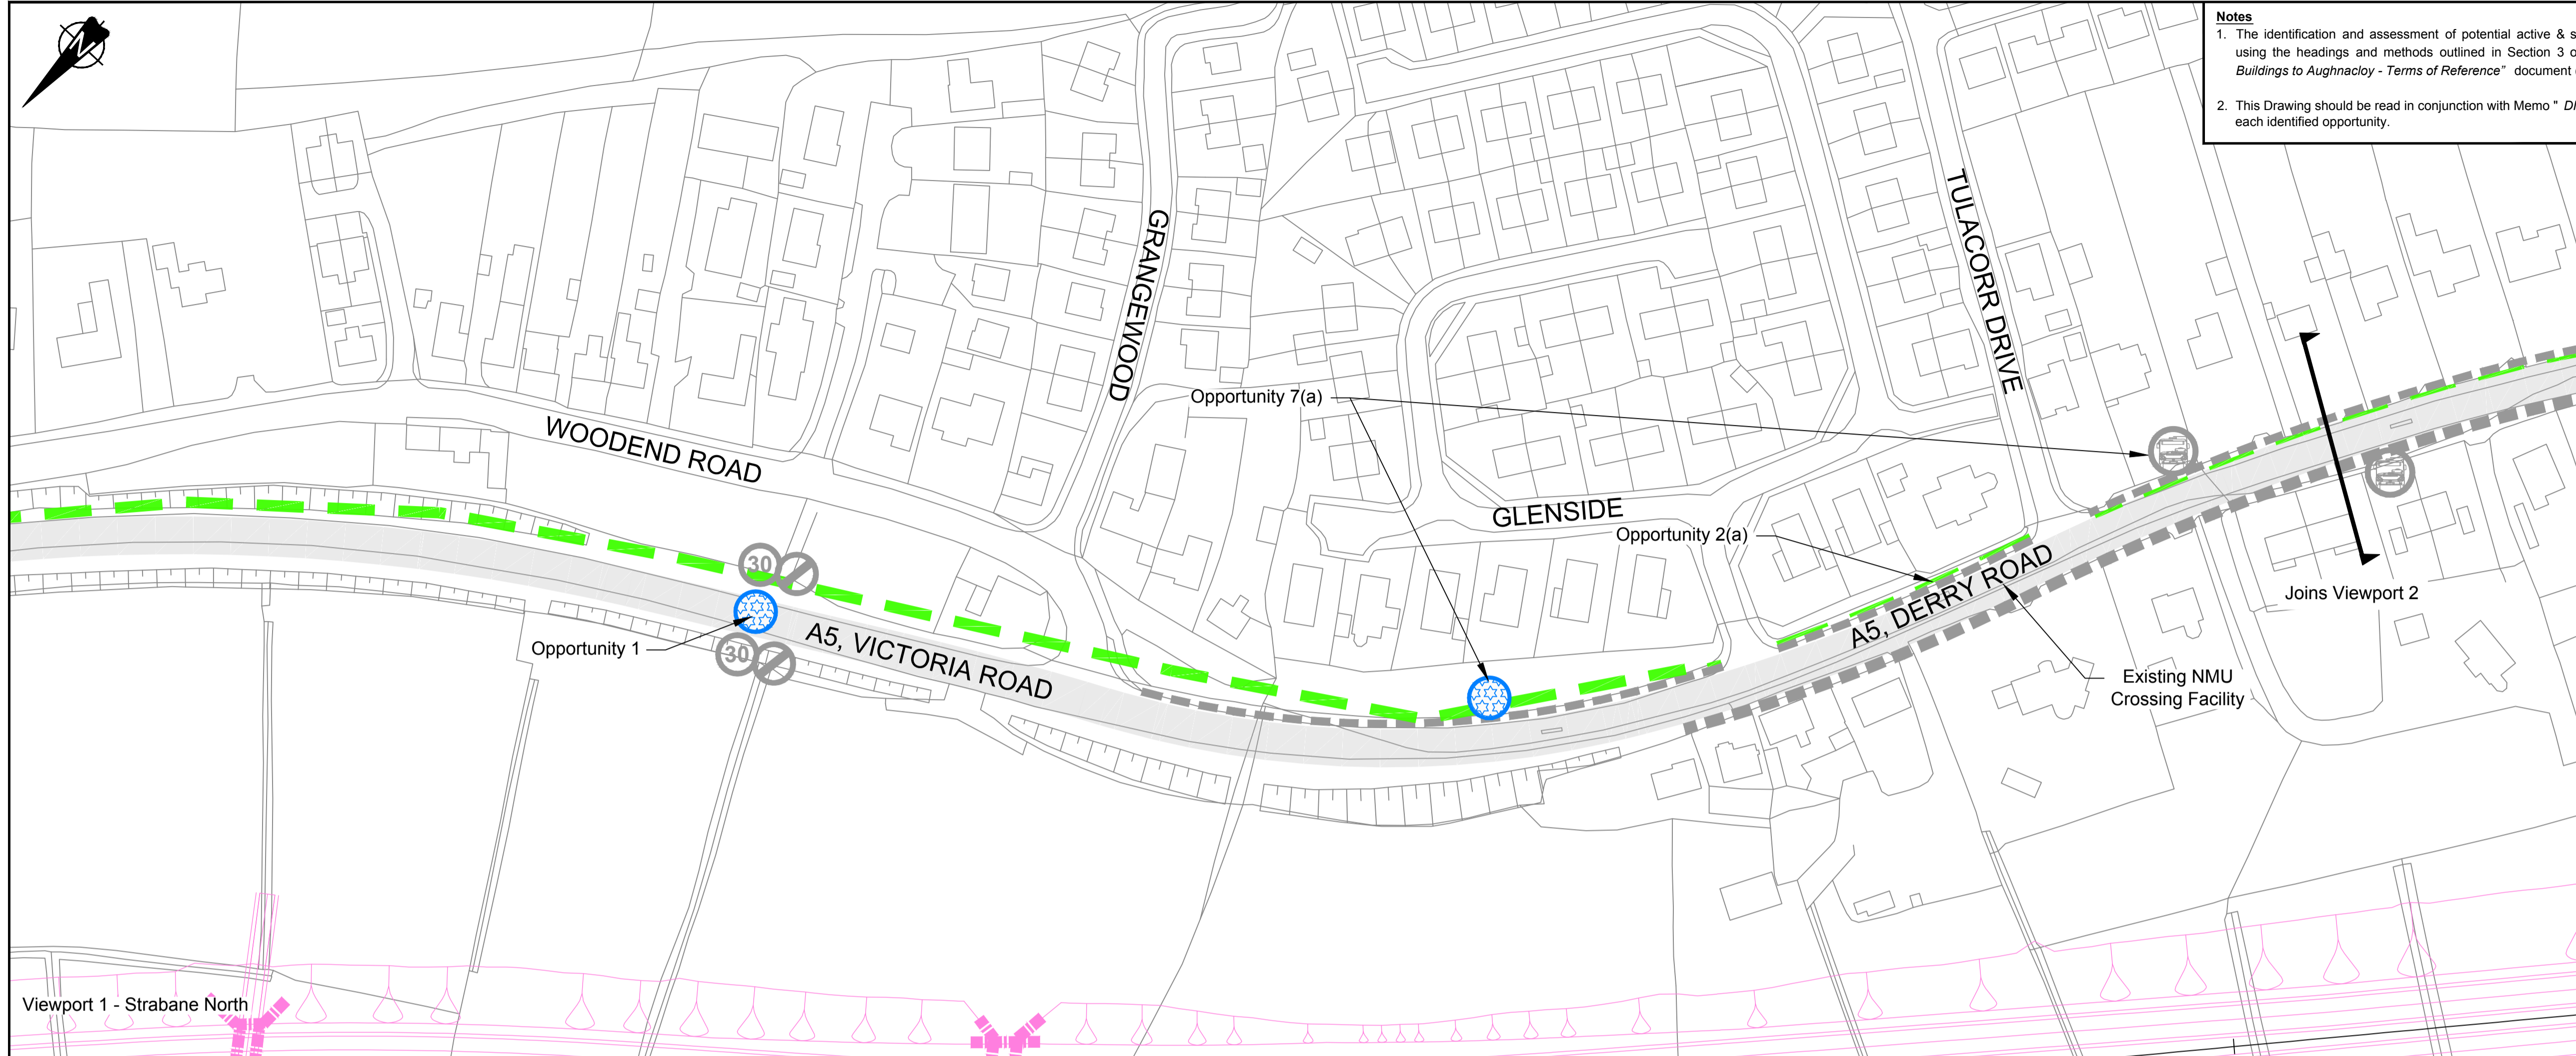 N
Notes
1. The identification and assessment of potential active & s
using the headings and methods outlined in Section 3 o
Buildings to Aughnacloy - Terms of Reference" document
2. This Drawing should be read in conjunction with Memo "
each identified opportunity.
GRANGEWOOD
TULACORR DRIVE
Opportunity 7(a)
WOODEND ROAD
GLENSIDE
Opportunity 2(a)
30
A5, DERRY ROAD
Joins Viewport 2
Opportunity 1
30
A5, VICTORIA ROAD
Existing NMU
Crossing Facility
Viewport 1 - Strabane North